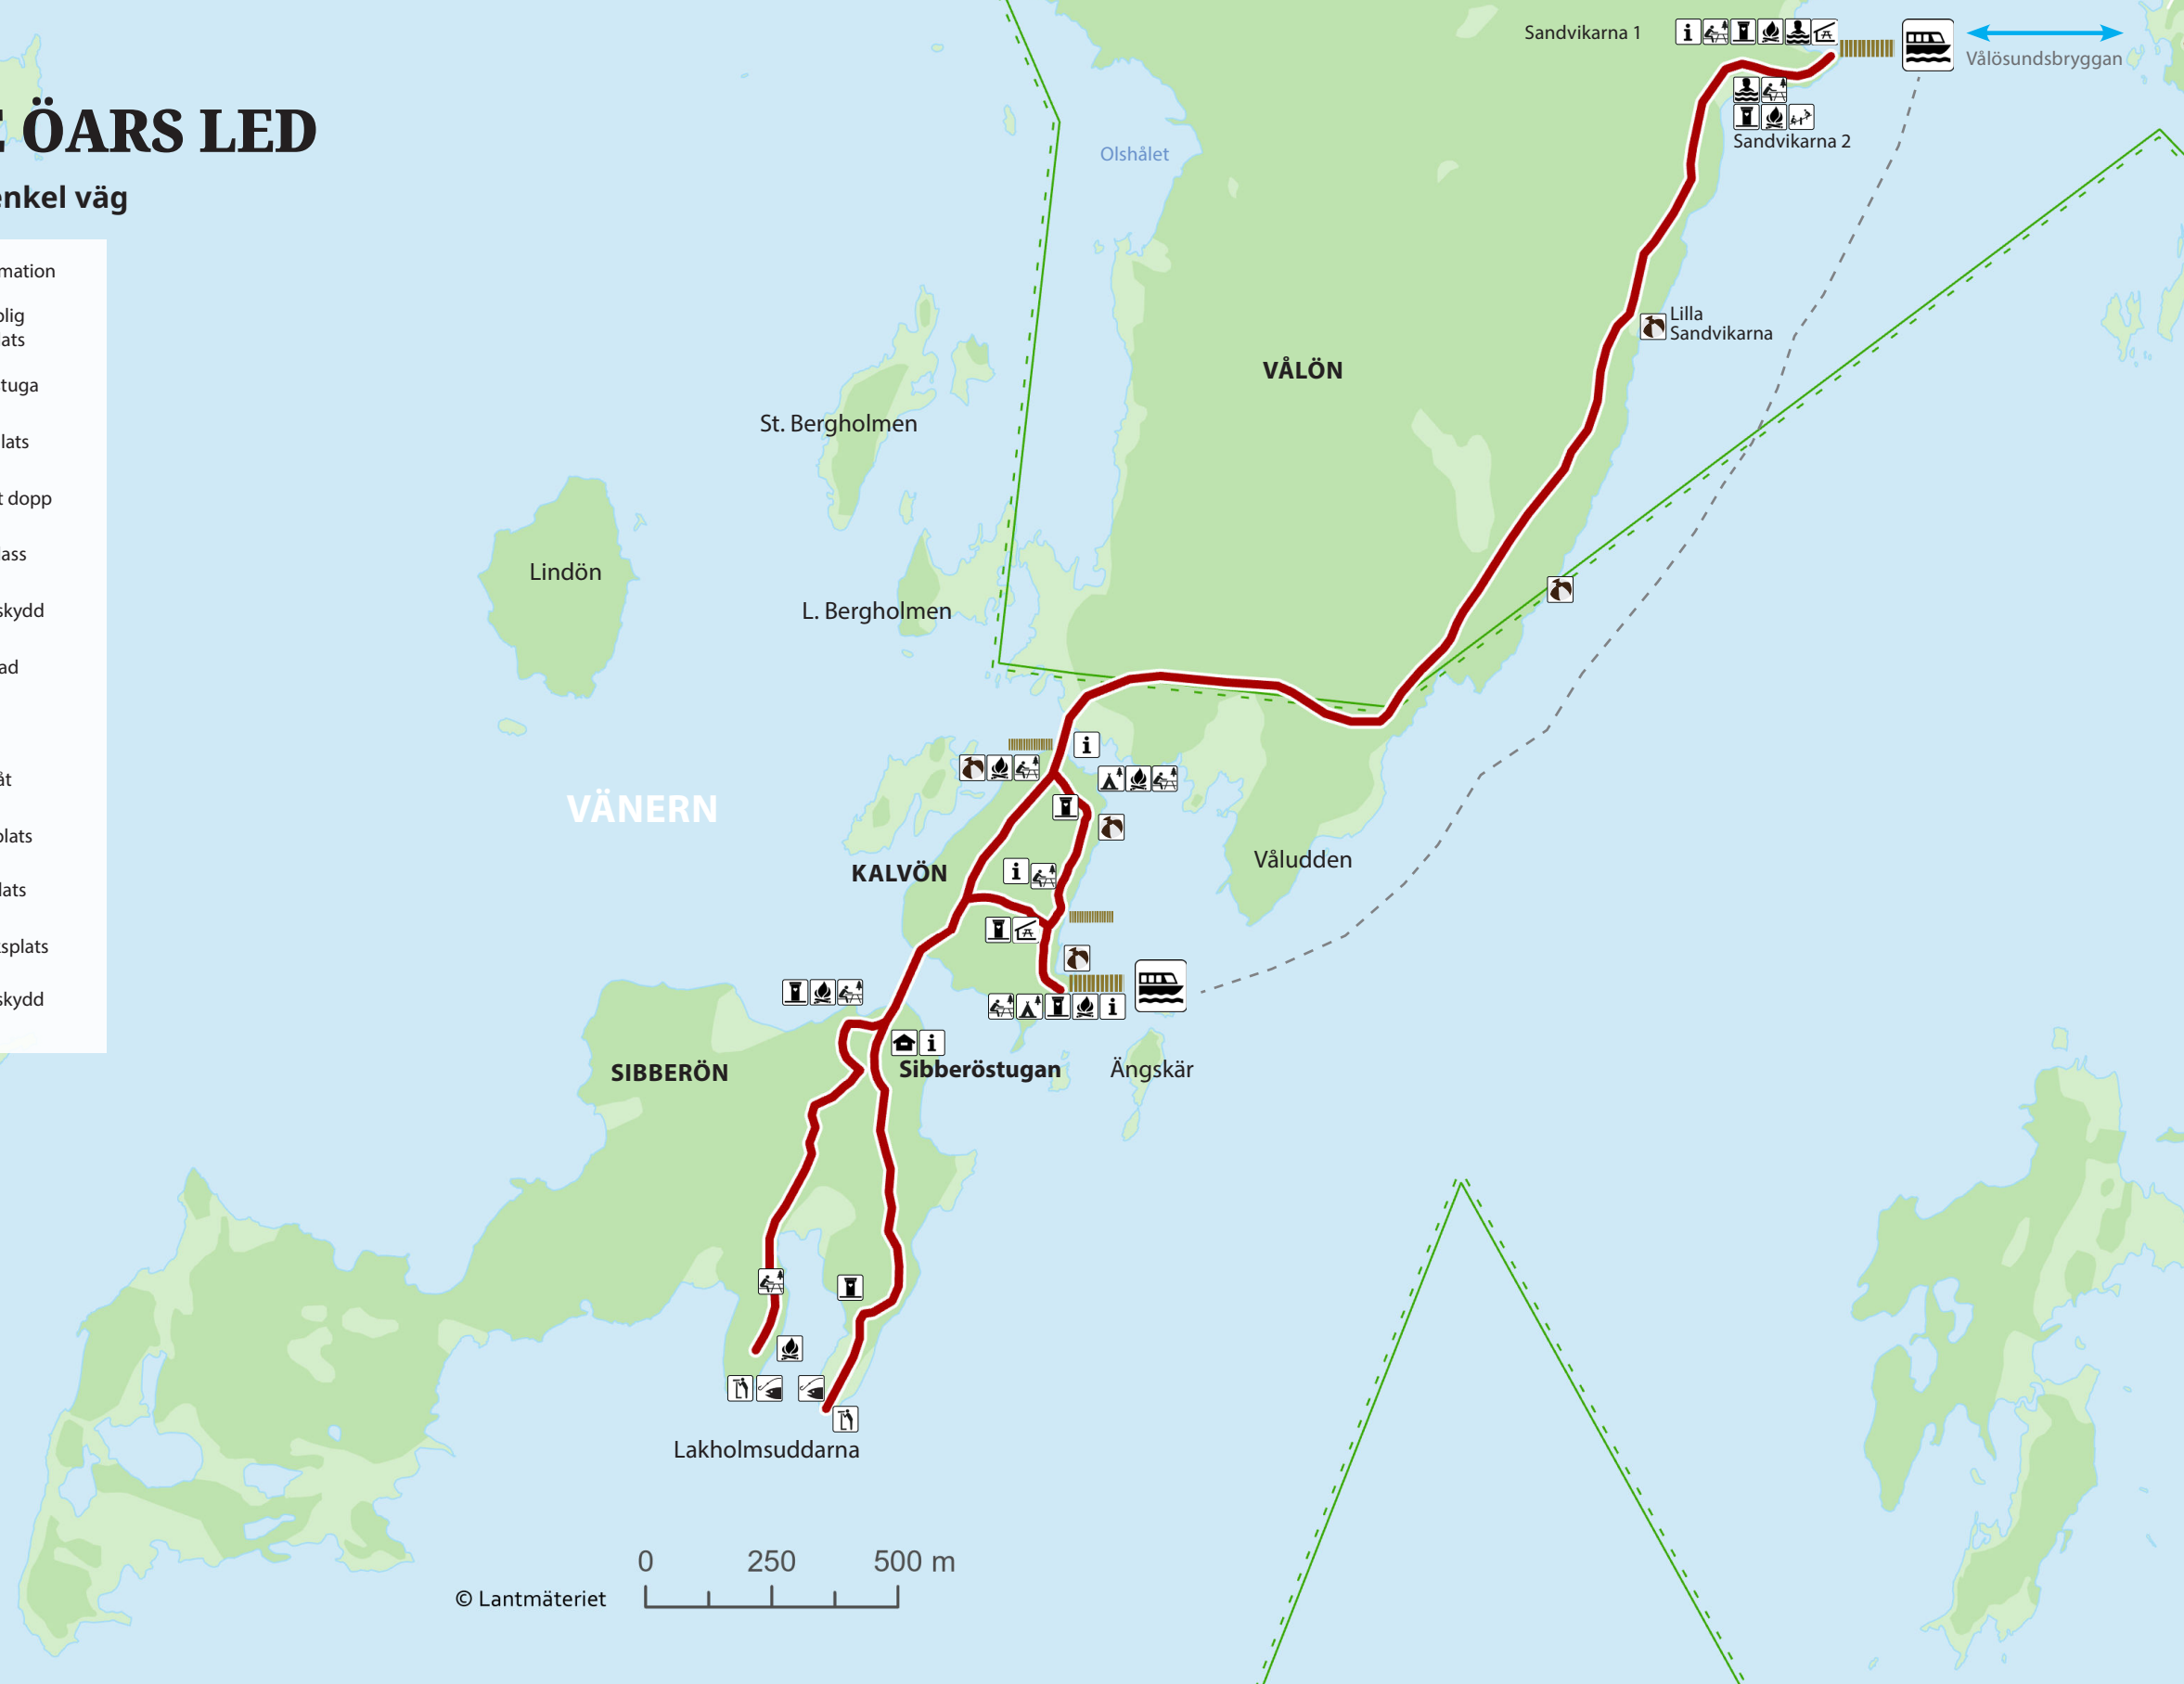 ÖARS LED
enkel väg
mation
olig
ats
tuga
lats
t dopp
lass
skydd
ad
åt
plats
lats
splats
skydd
Sandvikarna 1
Vålösundsbryggan
Sandvikarna 2
Olshålet
Lilla
Sandvikarna
VÅLÖN
St. Bergholmen
Lindön
L. Bergholmen
VÄNERN
KALVÖN
Våludden
SIBBERÖN
Sibberöstugan
Ängskär
Lakholmsuddarna
0 250 500 m
© Lantmäteriet